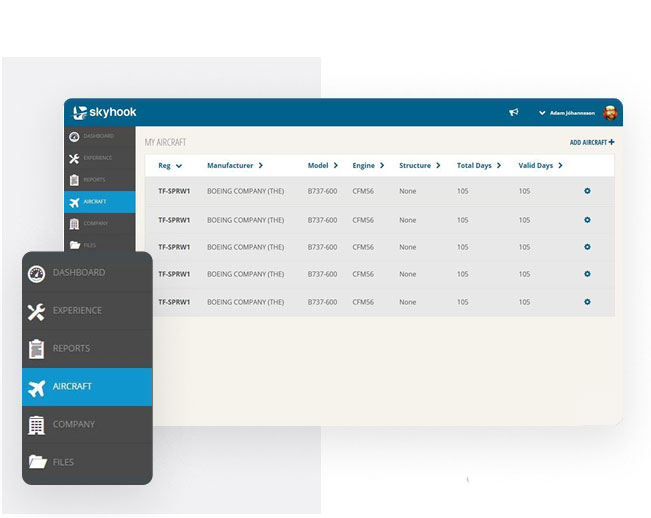 skyhook
Adam Jóhannsson
DASHBOARD
EXPERIENCE
REPORTS
AIRCRAFT
COMPANY
FILES
MY AIRCRAFT
ADD AIRCRAFT
Reg Manufacturer Model Engine Structure Total Days Valid Days
TF-SPRW1 BOEING COMPANY (THE) B737-600 CFM56 None 105 105
TF-SPRW1 BOEING COMPANY (THE) B737-600 CFM56 None 105 105
TF-SPRW1 BOEING COMPANY (THE) B737-600 CFM56 None 105 105
TF-SPRW1 BOEING COMPANY (THE) B737-600 CFM56 None 105 105
TF-SPRW1 BOEING COMPANY (THE) B737-600 CFM56 None 105 105
DASHBOARD
EXPERIENCE
REPORTS
AIRCRAFT
COMPANY
FILES